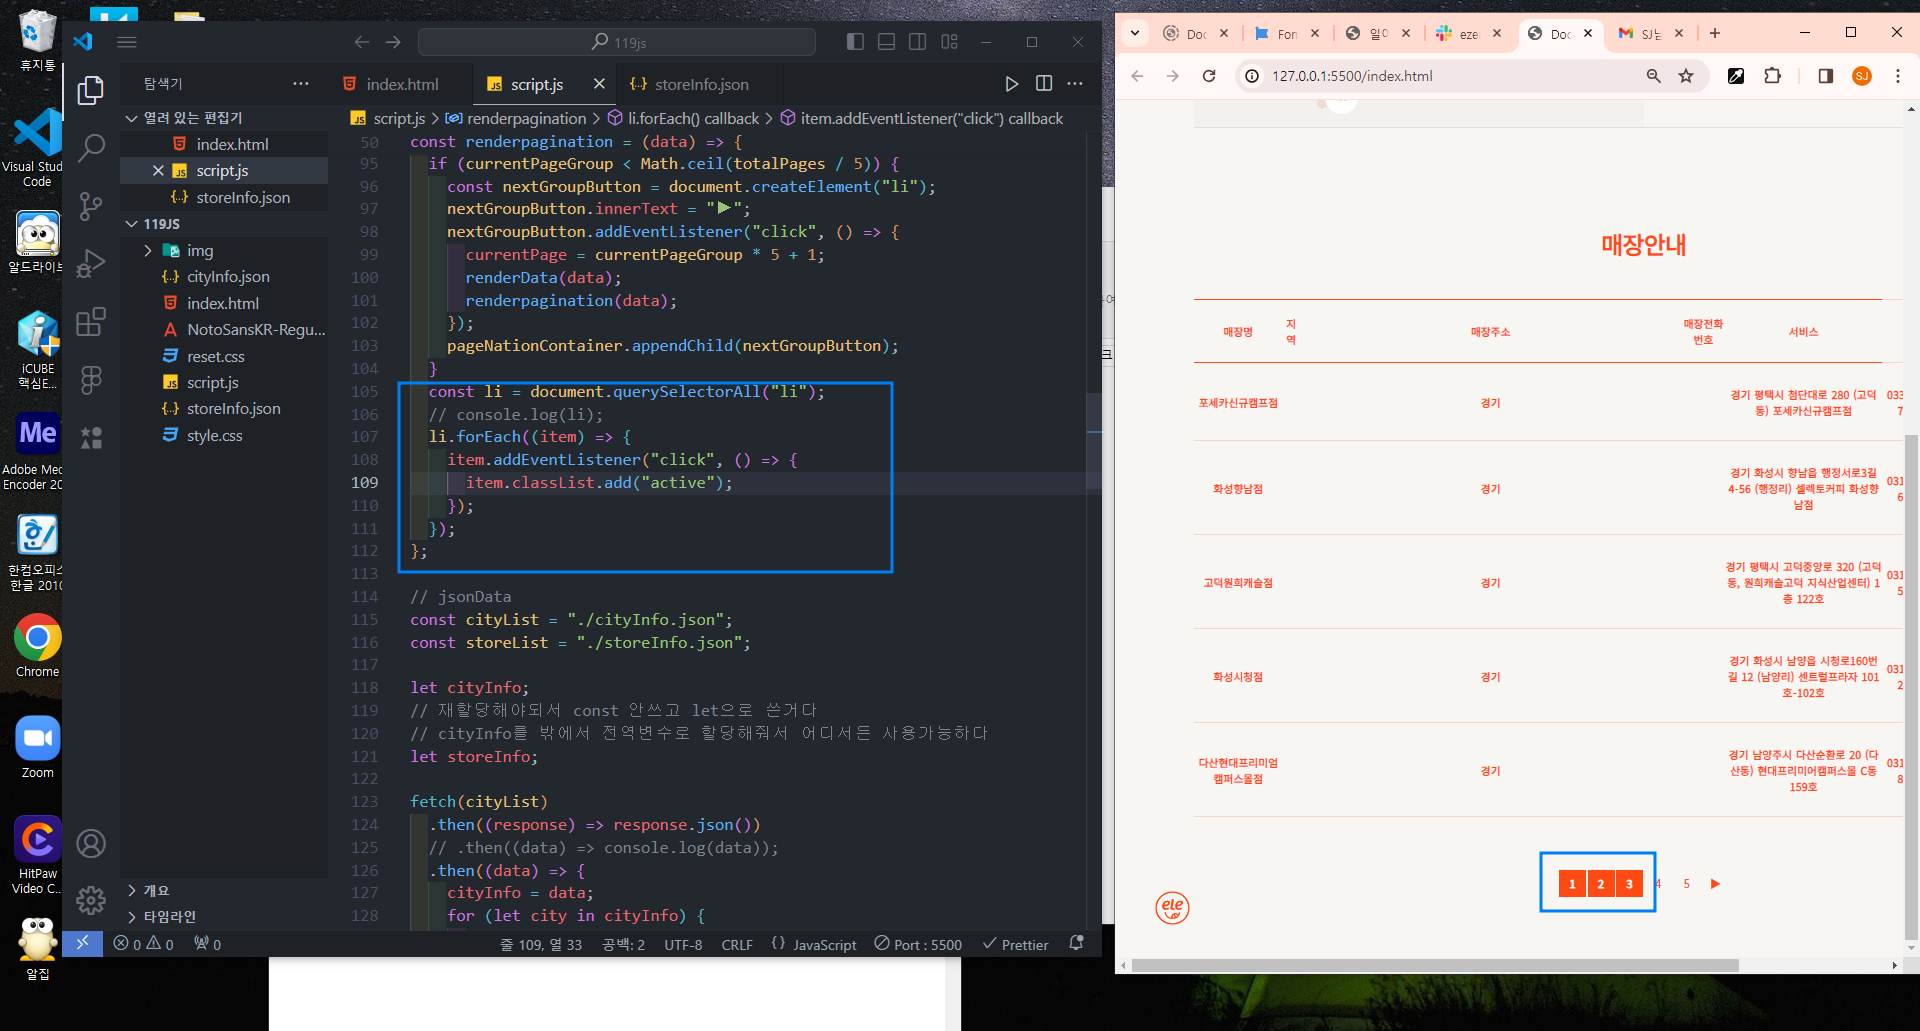 휴지통
Visual Stud
Code
알드라이브
iCUBE
핵심E...
Me
Adobe Med
Encoder 20
한컴오피스
한글 2010
Chrome
Zoom
HitPaw
Video C...
알집
119js
탐색기
열려 있는 편집기
index.html
script.js
storeInfo.json
119JS
img
cityInfo.json
index.html
NotoSansKR-Regu...
reset.css
script.js
storeInfo.json
style.css
개요
타임라인
index.html
script.js
storeInfo.json
script.js > renderpagination > li.forEach() callback > item.addEventListener("click") callback
50 const renderpagination = (data) => {
95 if (currentPageGroup < Math.ceil(totalPages / 5)) {
96 const nextGroupButton = document.createElement("li");
97 nextGroupButton.innerText = "▶";
98 nextGroupButton.addEventListener("click", () => {
99 currentPage = currentPageGroup * 5 + 1;
100 renderData(data);
101 renderpagination(data);
102 });
103 pageNationContainer.appendChild(nextGroupButton);
104 }
105 const li = document.querySelectorAll("li");
106 // console.log(li);
107 li.forEach((item) => {
108 item.addEventListener("click", () => {
109 item.classList.add("active");
110 });
111 });
112 };
113
114 // jsonData
115 const cityList = "./cityInfo.json";
116 const storeList = "./storeInfo.json";
117
118 let cityInfo;
119 // 재할당해야되서 const 안쓰고 let으로 쓴거다
120 // cityInfo를 밖에서 전역변수로 할당해줘서 어디서든 사용가능하다
121 let storeInfo;
122
123 fetch(cityList)
124 .then((response) => response.json())
125 // .then((data) => console.log(data));
126 .then((data) => {
127 cityInfo = data;
128 for (let city in cityInfo) {
0 0 0
줄 109, 열 33 공백: 2 UTF-8 CRLF {} JavaScript Port : 5500 Prettier
Doc
Fon
일이
ezen
Doc
SJ님
127.0.0.1:5500/index.html
SJ
매장안내
매장명
지
역
매장주소
매장전화
번호
서비스
포세카신규캠프점
경기
경기 평택시 첨단대로 280 (고덕
동) 포세카신규캠프점
033
7
화성향남점
경기
경기 화성시 향남읍 행정서로3길
4-56 (행정리) 셀렉토커피 화성향
남점
031
6
고덕원희캐슬점
경기
경기 평택시 고덕중앙로 320 (고덕
동, 원희캐슬고덕 지식산업센터) 1
층 122호
031
5
화성시청점
경기
경기 화성시 남양읍 시청로160번
길 12 (남양리) 센트럴프라자 101
호-102호
031
2
다산현대프리미엄
캠퍼스몰점
경기
경기 남양주시 다산순환로 20 (다
산동) 현대프리미어캠퍼스몰 C동
159호
031
8
1 2 3 4 5 ▶
ele